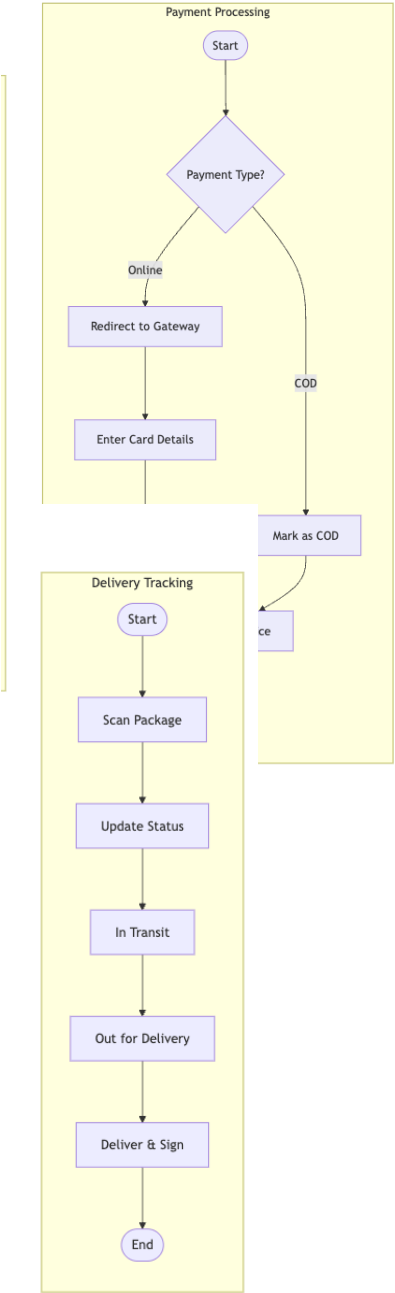 Payment Processing
Start
Payment Type?
Online
Redirect to Gateway
COD
Enter Card Details
Mark as COD
ce
Delivery Tracking
Start
Scan Package
Update Status
In Transit
Out for Delivery
Deliver & Sign
End